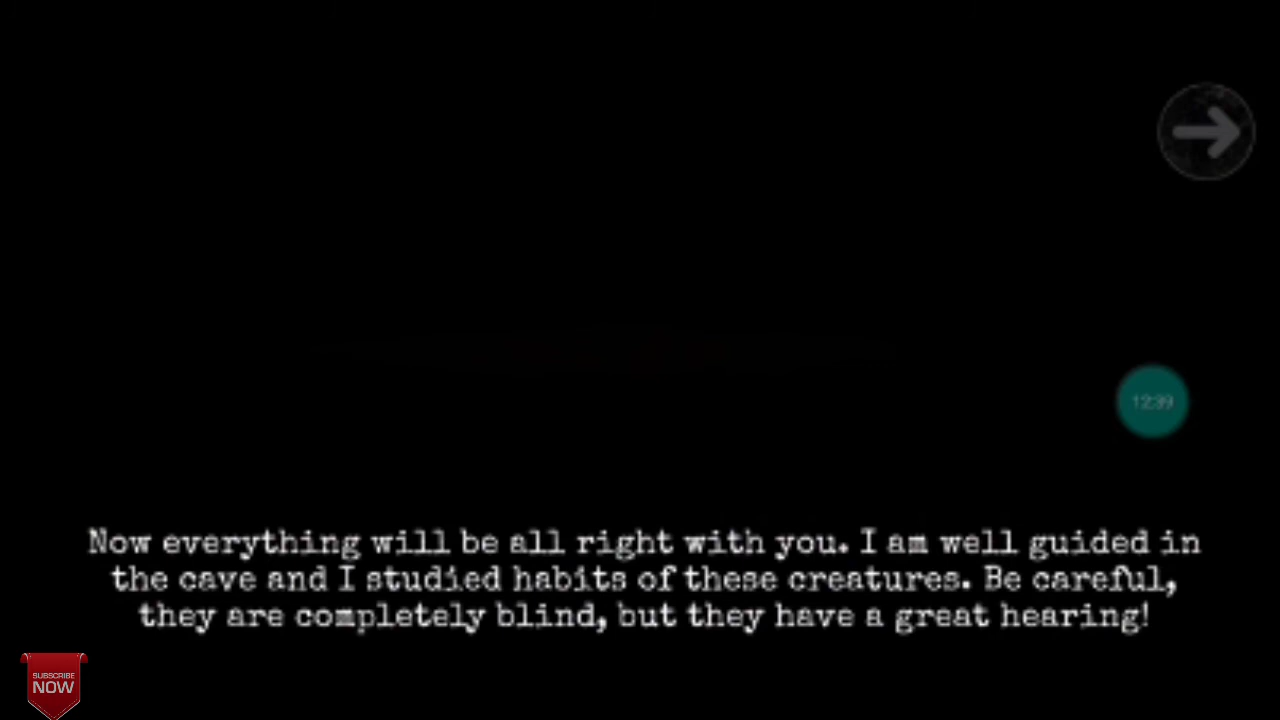 12:39
Now everything will be all right with you. I am well guided in
the cave and I studied habits of these creatures. Be careful,
they are completely blind, but they have a great hearing!
SUBSCRIBE
NOW